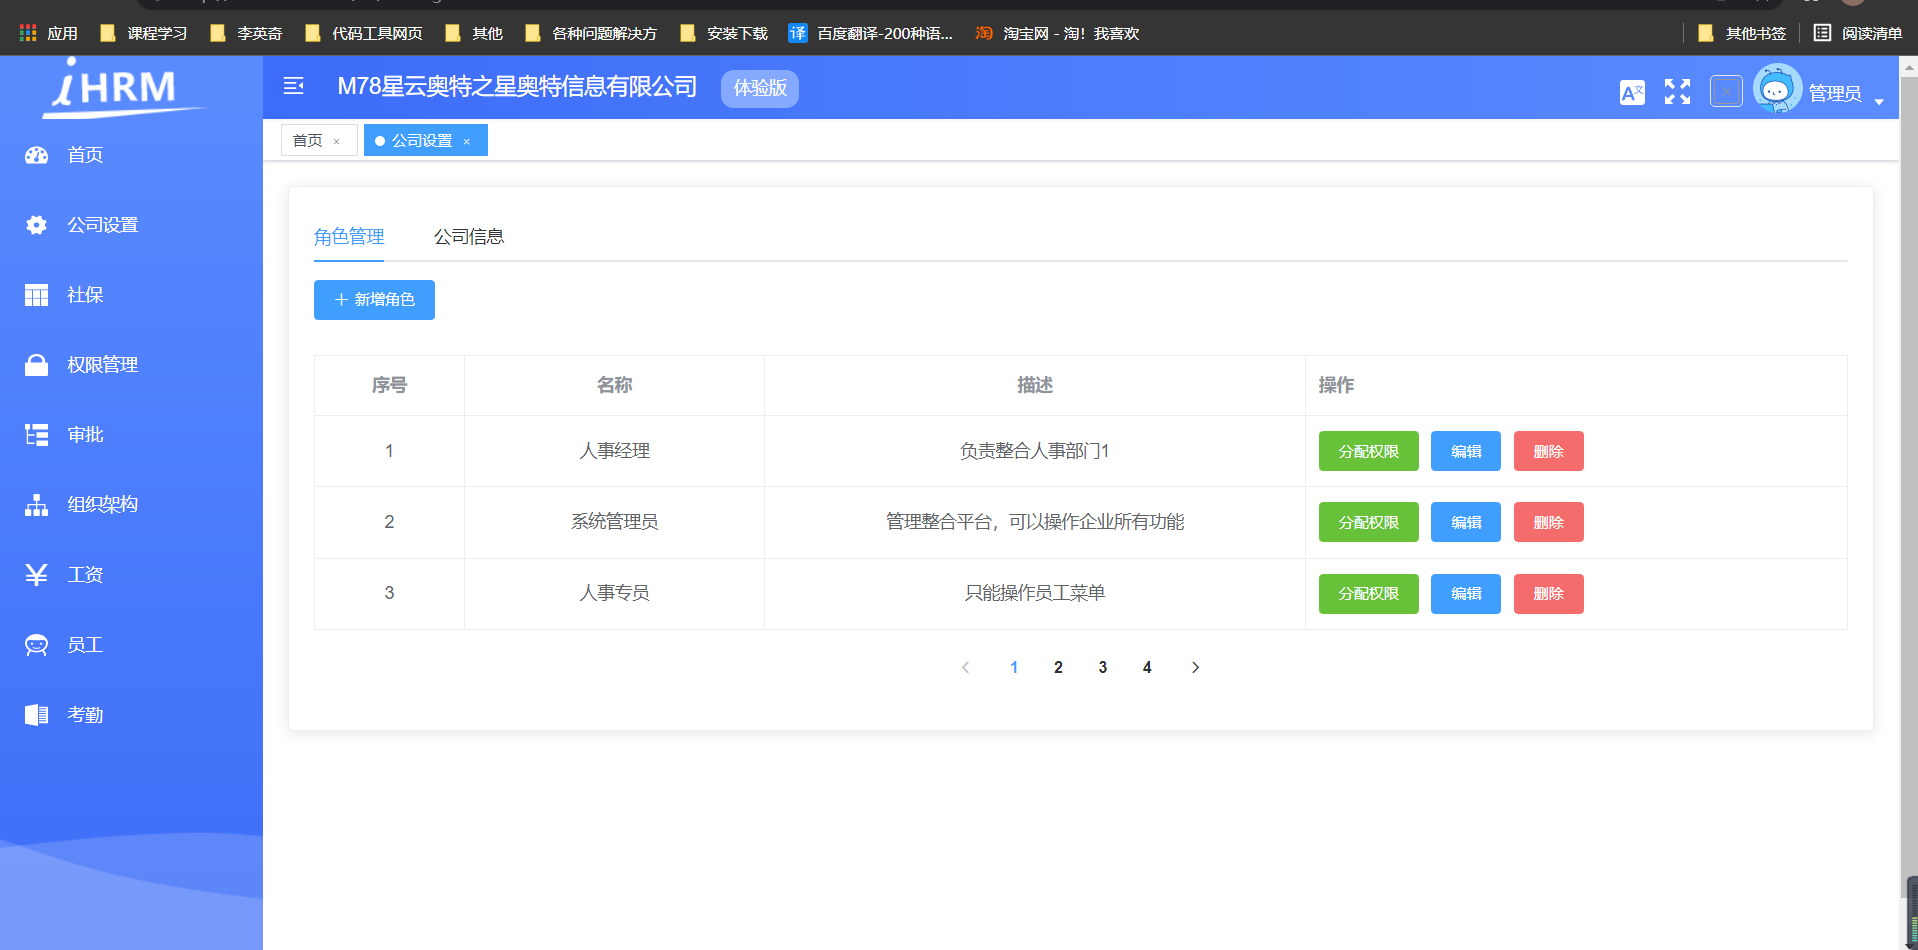 应用 课程学习 李英奇 代码工具网页 其他 各种问题解决方 安装下载 译 百度翻译-200种语... 淘 淘宝网 - 淘！我喜欢 其他书签 阅读清单
iHRM
M78星云奥特之星奥特信息有限公司 体验版 管理员
首页 × 公司设置 ×
首页
公司设置
社保
权限管理
审批
组织架构
工资
员工
考勤
角色管理 公司信息
新增角色
序号 名称 描述 操作
1 人事经理 负责整合人事部门1 分配权限 编辑 删除
2 系统管理员 管理整合平台，可以操作企业所有功能 分配权限 编辑 删除
3 人事专员 只能操作员工菜单 分配权限 编辑 删除
1 2 3 4